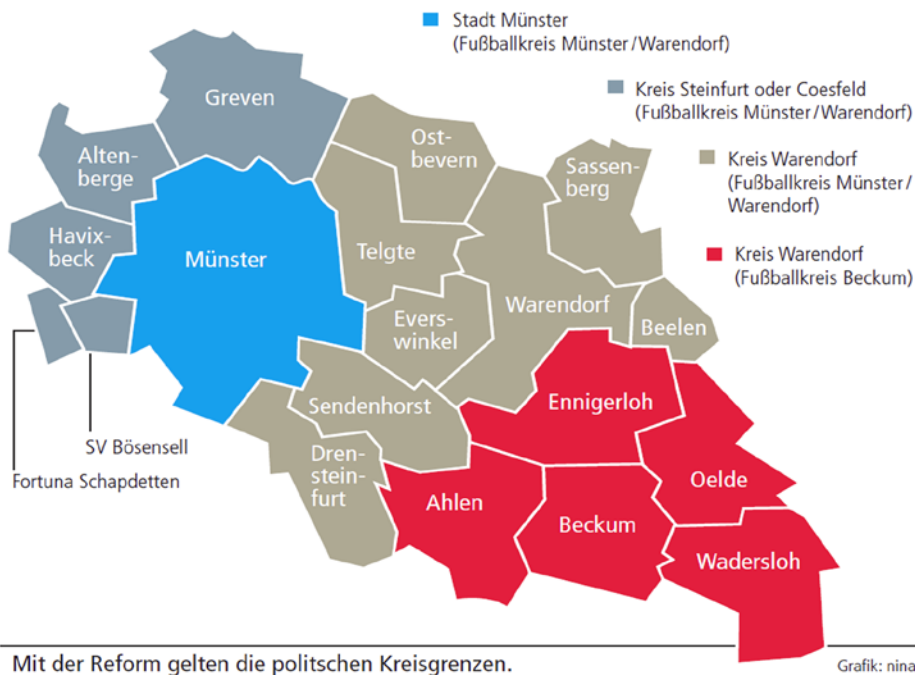 Stadt Münster
(Fußballkreis Münster/Warendorf)
Kreis Steinfurt oder Coesfeld
(Fußballkreis Münster/Warendorf)
Kreis Warendorf
(Fußballkreis Münster/
Warendorf)
Kreis Warendorf
(Fußballkreis Beckum)
Greven
Ost-
bevern
Alten-
berge
Sassen-
berg
Havix-
beck
Münster
Telgte
Warendorf
Evers-
winkel
Beelen
Sendenhorst
Ennigerloh
SV Bösensell
Fortuna Schapdetten
Dren-
stein-
furt
Ahlen
Beckum
Oelde
Wadersloh
Mit der Reform gelten die politschen Kreisgrenzen.
Grafik: nina